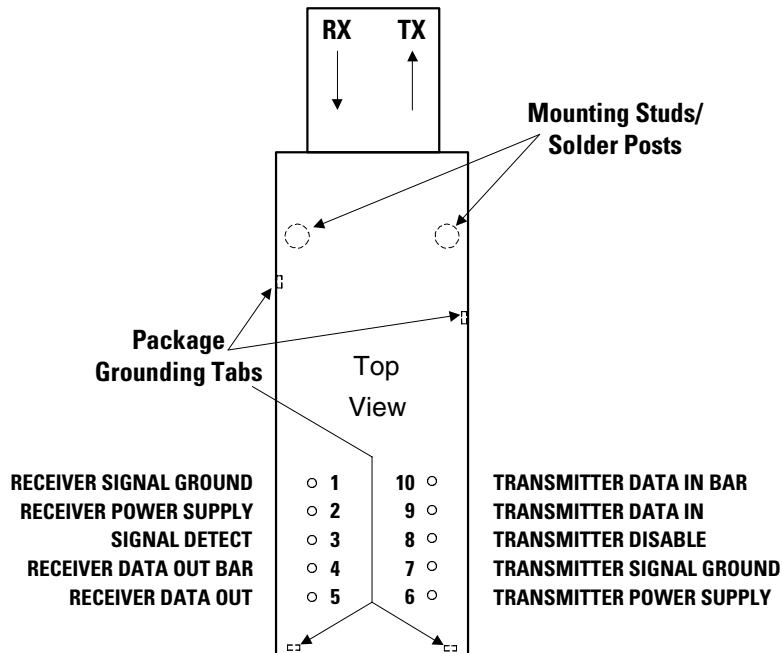 RX TX
Mounting Studs/
Solder Posts
Package
Grounding Tabs
Top
View
RECEIVER SIGNAL GROUND 1 10 TRANSMITTER DATA IN BAR
RECEIVER POWER SUPPLY 2 9 TRANSMITTER DATA IN
SIGNAL DETECT 3 8 TRANSMITTER DISABLE
RECEIVER DATA OUT BAR 4 7 TRANSMITTER SIGNAL GROUND
RECEIVER DATA OUT 5 6 TRANSMITTER POWER SUPPLY